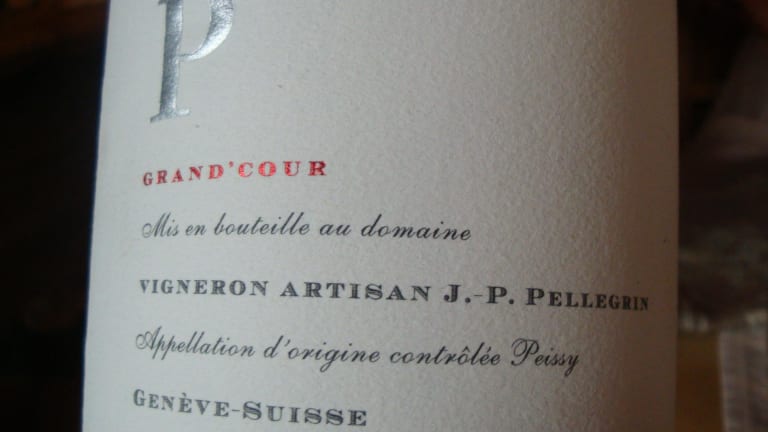 P
GRAND'COUR
Mis en bouteille au domaine
VIGNERON ARTISAN J.-P. PELLEGRIN
Appellation d'origine contrôlée Peissy
GENÈVE-SUISSE